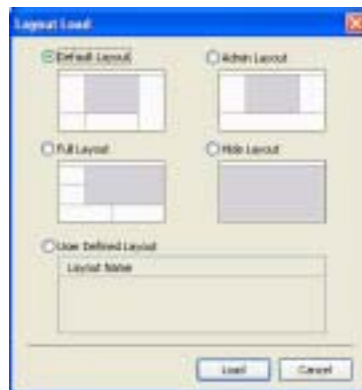 Layout Load
Default Layout
Admin Layout
Full Layout
Hide Layout
User Defined Layout
Layout Name
Load
Cancel